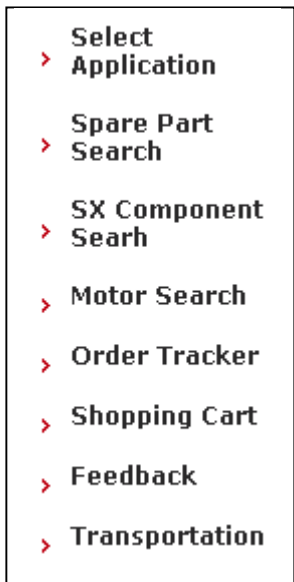 Select
Application
Spare Part
Search
SX Component
Searh
Motor Search
Order Tracker
Shopping Cart
Feedback
Transportation